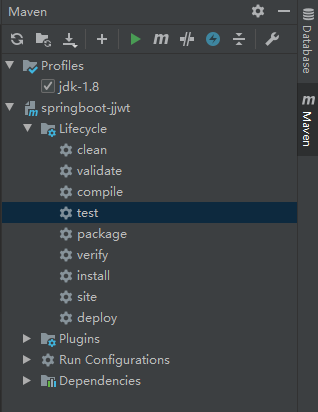 Maven
Profiles
jdk-1.8
springboot-jjwt
Lifecycle
clean
validate
compile
test
package
verify
install
site
deploy
Plugins
Run Configurations
Dependencies
Database
m Maven